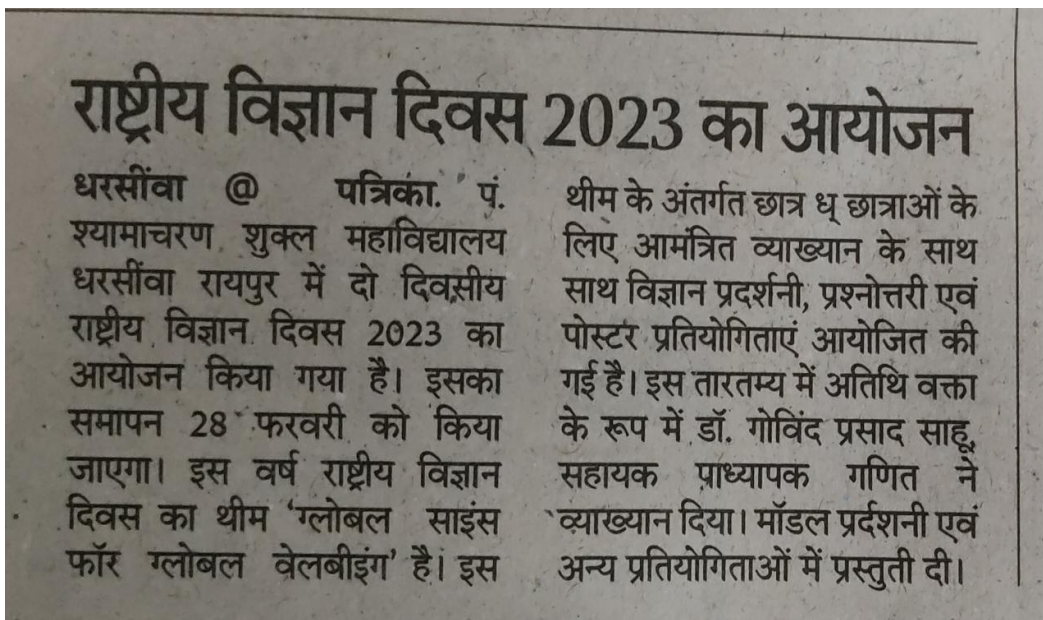 राष्ट्रीय विज्ञान दिवस 2023 का आयोजन
धरसींवा @ पत्रिका. पं.
श्यामाचरण शुक्ल महाविद्यालय
धरसींवा रायपुर में दो दिवसीय
राष्ट्रीय विज्ञान दिवस 2023 का
आयोजन किया गया है। इसका
समापन 28 फरवरी को किया
जाएगा। इस वर्ष राष्ट्रीय विज्ञान
दिवस का थीम 'ग्लोबल साइंस
फॉर ग्लोबल वेलबीइंग' है। इस
थीम के अंतर्गत छात्र ध् छात्राओं के
लिए आमंत्रित व्याख्यान के साथ
साथ विज्ञान प्रदर्शनी, प्रश्नोत्तरी एवं
पोस्टर प्रतियोगिताएं आयोजित की
गई है। इस तारतम्य में अतिथि वक्ता
के रूप में डॉ. गोविंद प्रसाद साहू,
सहायक प्राध्यापक गणित ने
व्याख्यान दिया। मॉडल प्रर्दशनी एवं
अन्य प्रतियोगिताओं में प्रस्तुती दी।